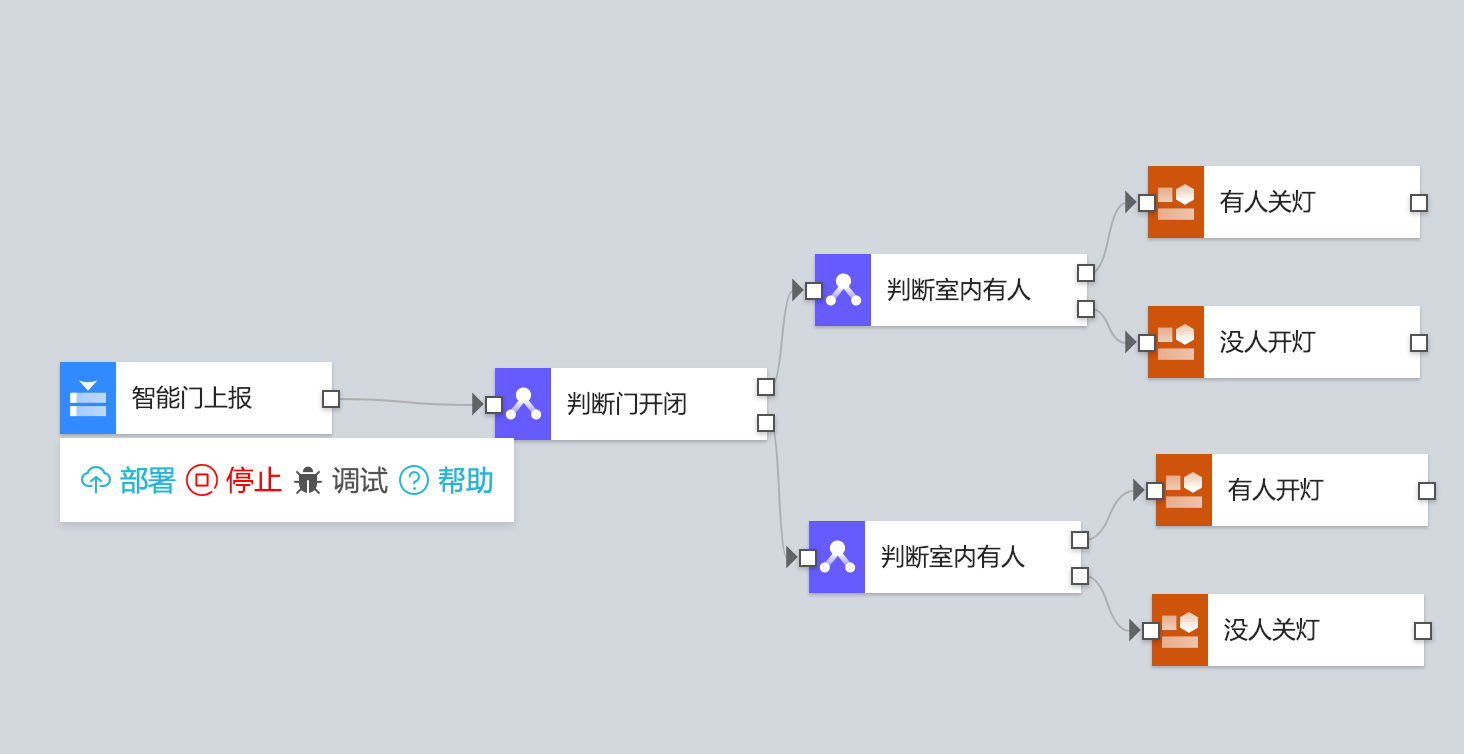 有人关灯
判断室内有人
没人开灯
智能门上报
判断门开闭
部署 停止 调试 帮助
有人开灯
判断室内有人
没人关灯